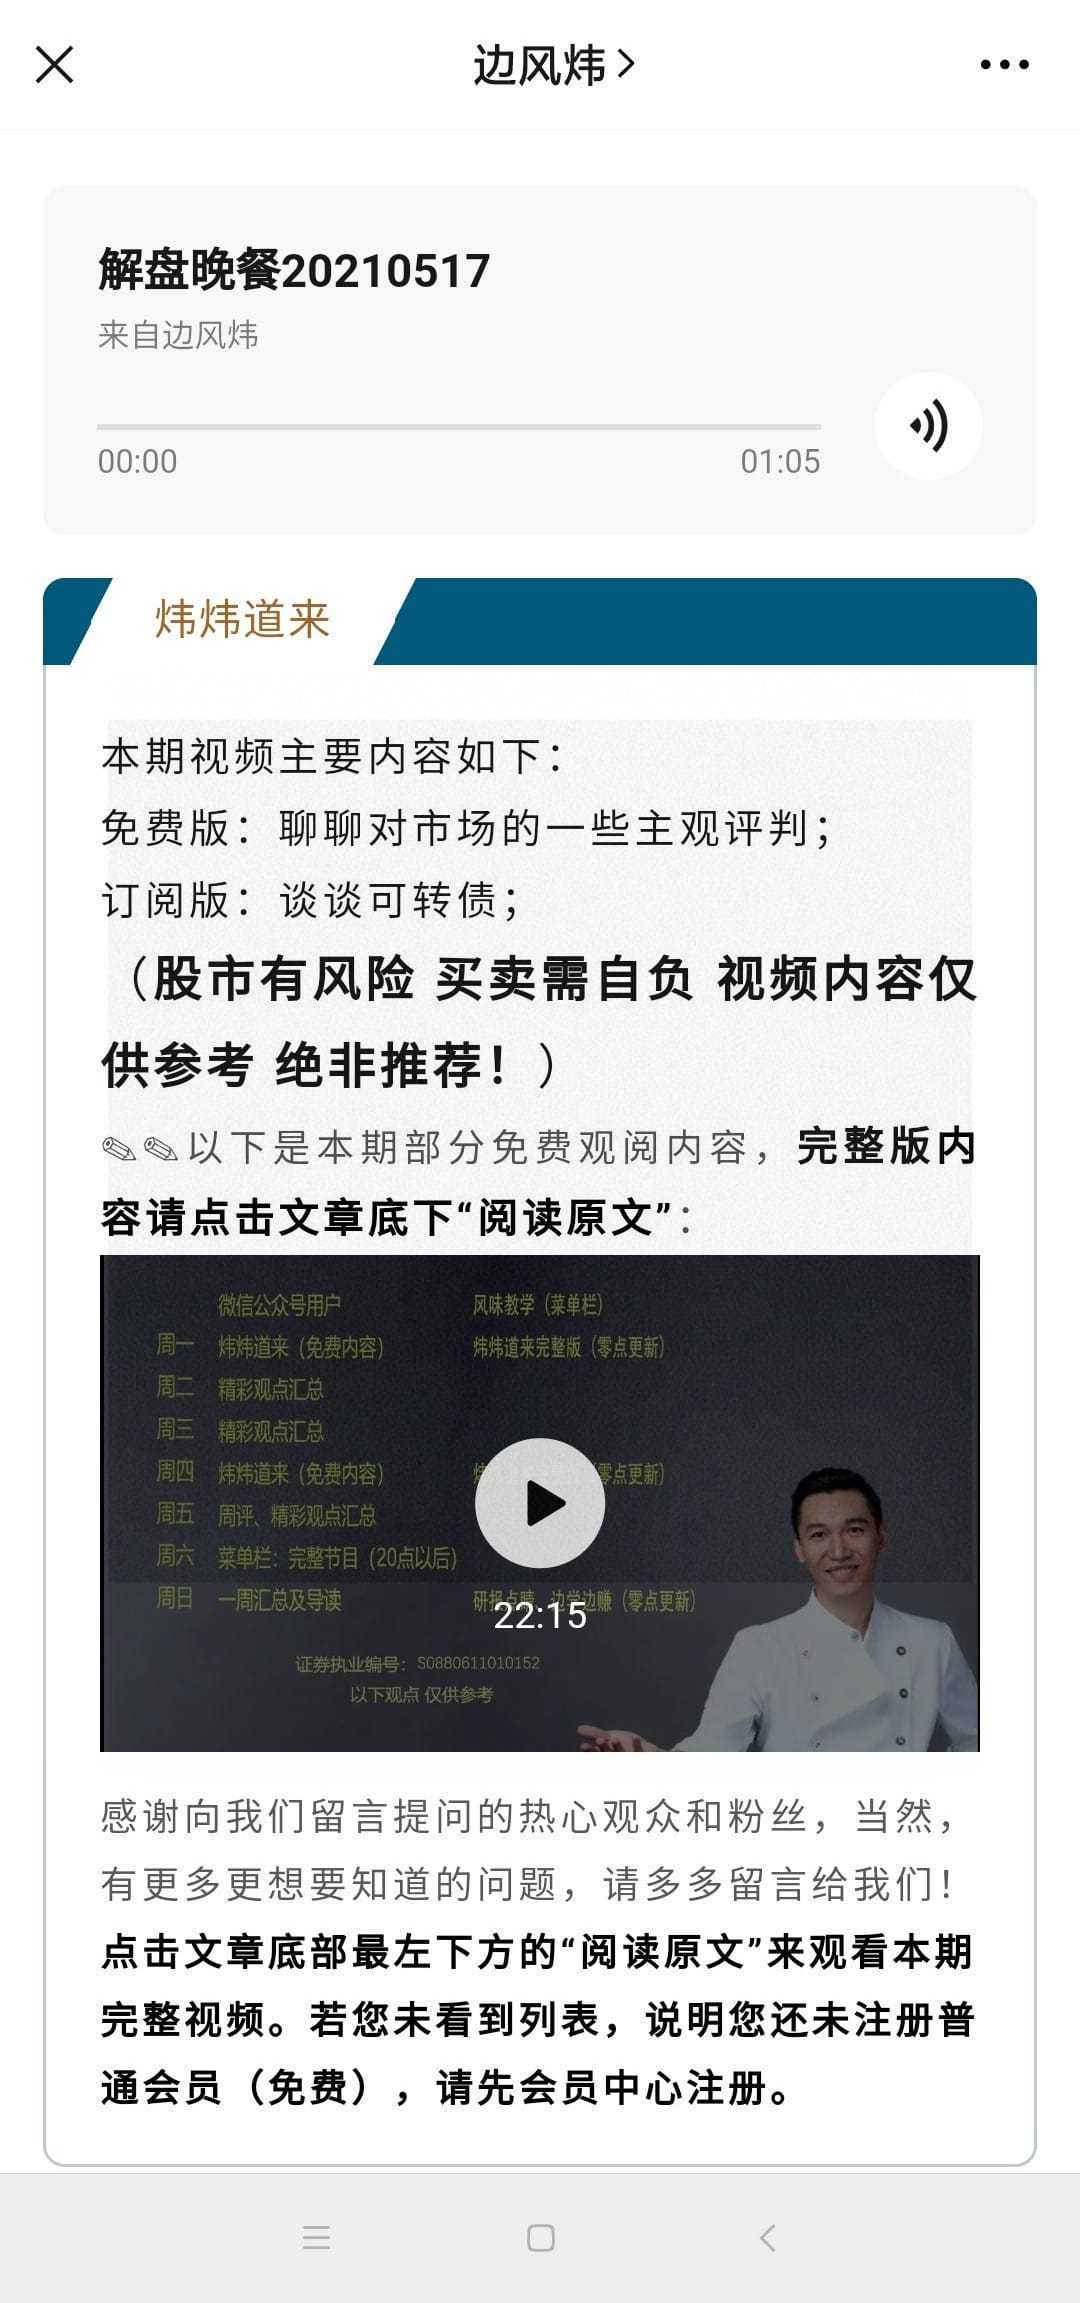 边风炜
解盘晚餐20210517
来自边风炜
00:00 01:05
炜炜道来
本期视频主要内容如下：
免费版：聊聊对市场的一些主观评判；
订阅版：谈谈可转债；
（股市有风险 买卖需自负 视频内容仅
供参考 绝非推荐！）
✎✎以下是本期部分免费观阅内容，完整版内
容请点击文章底下“阅读原文”：
微信公众号用户 风味教学（菜单栏）
周一 炜炜道来（免费内容） 炜炜道来完整版（零点更新）
周二 精彩观点汇总
周三 精彩观点汇总
周四 炜炜道来（免费内容） 零点更新）
周五 周评、精彩观点汇总
周六 菜单栏：完整节目（20点以后）
周日 一周汇总及导读 研报点睛、边学边赚（零点更新）
22:15
证券执业编号：S0880611010152
以下观点 仅供参考
感谢向我们留言提问的热心观众和粉丝，当然，
有更多更想要知道的问题，请多多留言给我们！
点击文章底部最左下方的“阅读原文”来观看本期
完整视频。若您未看到列表，说明您还未注册普
通会员（免费），请先会员中心注册。